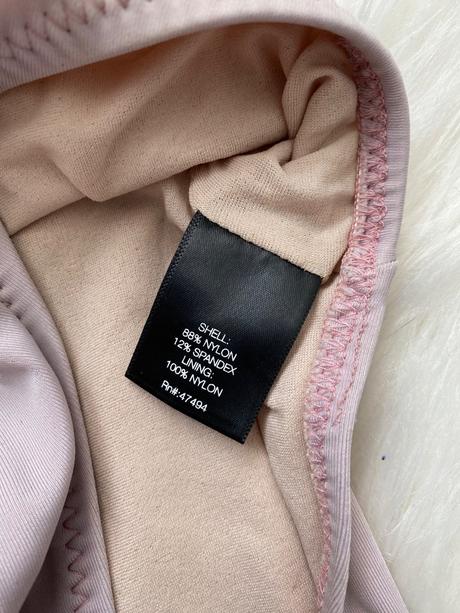 SHELL:
88% NYLON
12% SPANDEX
LINING:
100% NYLON
Rn#:47494